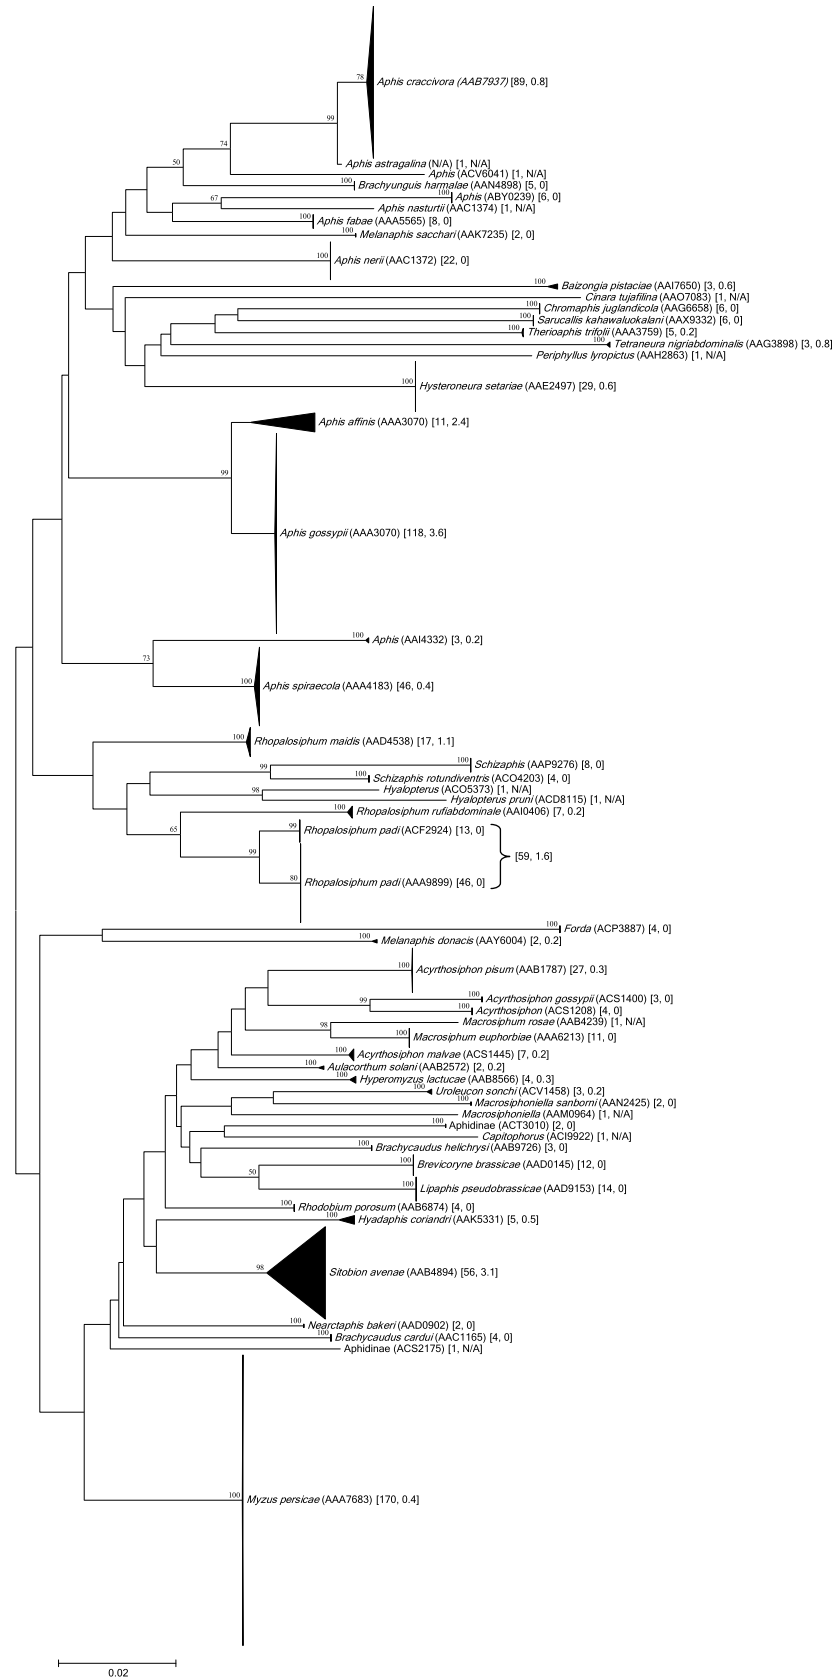 78
Aphis craccivora (AAB7937) [89, 0.8]
99
74
50
Aphis astragalina (N/A) [1, N/A]
Aphis (ACV6041) [1, N/A]
100
Brachyunguis harmalae (AAN4898) [5, 0]
67
100
Aphis (ABY0239) [6, 0]
Aphis nasturtii (AAC1374) [1, N/A]
100
Aphis fabae (AAA5565) [8, 0]
100
Melanaphis sacchari (AAK7235) [2, 0]
100
Aphis nerii (AAC1372) [22, 0]
100
Baizongia pistaciae (AAI7650) [3, 0.6]
Cinara tujafilina (AAO7083) [1, N/A]
100
Chromaphis juglandicola (AAG6658) [6, 0]
100
Sarucallis kahawaluokalani (AAX9332) [6, 0]
100
Therioaphis trifolii (AAA3759) [5, 0.2]
100
Tetraneura nigriabdominalis (AAG3898) [3, 0.8]
Periphyllus lyropictus (AAH2863) [1, N/A]
100
Hysteroneura setariae (AAE2497) [29, 0.6]
Aphis affinis (AAA3070) [11, 2.4]
99
Aphis gossypii (AAA3070) [118, 3.6]
100
Aphis (AAI4332) [3, 0.2]
73
100
Aphis spiraecola (AAA4183) [46, 0.4]
100
Rhopalosiphum maidis (AAD4538) [17, 1.1]
99
100
Schizaphis (AAP9276) [8, 0]
100
Schizaphis rotundiventris (ACO4203) [4, 0]
98
Hyalopterus (ACO5373) [1, N/A]
Hyalopterus pruni (ACD8115) [1, N/A]
100
Rhopalosiphum rufiabdominale (AAI0406) [7, 0.2]
65
99
Rhopalosiphum padi (ACF2924) [13, 0]
99
[59, 1.6]
80
Rhopalosiphum padi (AAA9899) [46, 0]
100
Forda (ACP3887) [4, 0]
100
Melanaphis donacis (AAY6004) [2, 0.2]
100
Acyrthosiphon pisum (AAB1787) [27, 0.3]
99
100
Acyrthosiphon gossypii (ACS1400) [3, 0]
100
Acyrthosiphon (ACS1208) [4, 0]
98
Macrosiphum rosae (AAB4239) [1, N/A]
100
Macrosiphum euphorbiae (AAA6213) [11, 0]
100
Acyrthosiphon malvae (ACS1445) [7, 0.2]
100
Aulacorthum solani (AAB2572) [2, 0.2]
100
Hyperomyzus lactucae (AAB8566) [4, 0.3]
100
Uroleucon sonchi (ACV1458) [3, 0.2]
100
Macrosiphoniella sanborni (AAN2425) [2, 0]
Macrosiphoniella (AAM0964) [1, N/A]
100
Aphidinae (ACT3010) [2, 0]
Capitophorus (ACI9922) [1, N/A]
100
Brachycaudus helichrysi (AAB9726) [3, 0]
100
Brevicoryne brassicae (AAD0145) [12, 0]
50
100
Lipaphis pseudobrassicae (AAD9153) [14, 0]
100
Rhodobium porosum (AAB6874) [4, 0]
100
Hyadaphis coriandri (AAK5331) [5, 0.5]
98
Sitobion avenae (AAB4894) [56, 3.1]
100
Nearctaphis bakeri (AAD0902) [2, 0]
100
Brachycaudus cardui (AAC1165) [4, 0]
Aphidinae (ACS2175) [1, N/A]
100
Myzus persicae (AAA7683) [170, 0.4]
0.02